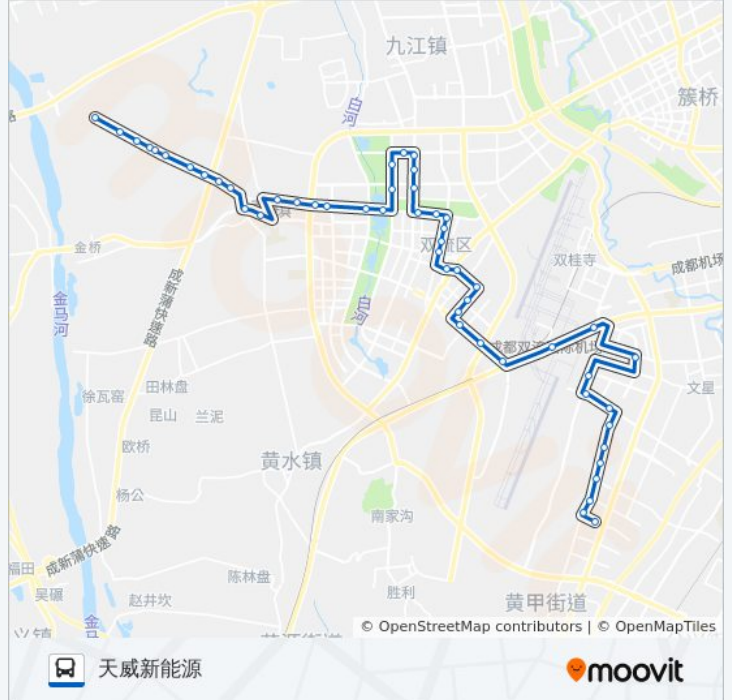 九江镇
簇桥
白河
双流区
金桥
双桂寺
成都机场
成新蒲快速路
金马河
白河
成都双流国际机场
文星
徐瓦窑
田林盘
昆山
兰泥
欧桥
黄水镇
杨公
南家沟
成新蒲快速路
福田
吴碾
陈林盘
赵井坎
胜利
黄甲街道
© OpenStreetMap contributors | © OpenMapTiles
天威新能源
moovit